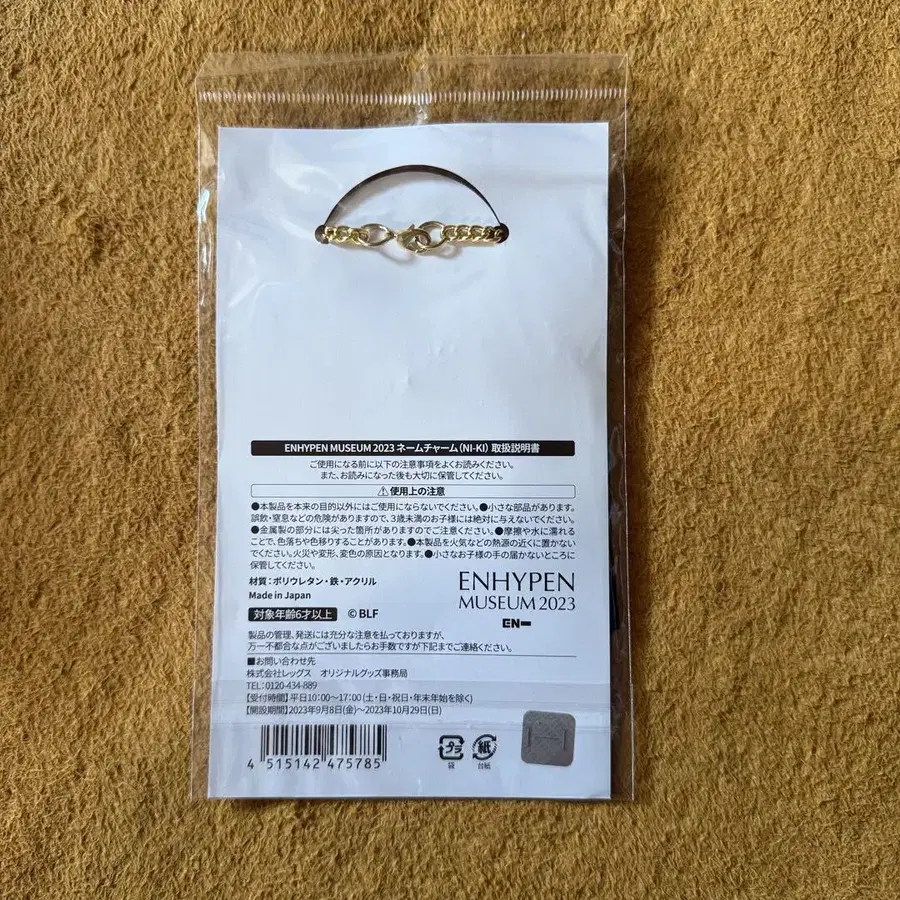 ENHYPEN MUSEUM 2023 ネームチャーム（NI-KI）取扱説明書
ご使用になる前に以下の注意事項をよくお読みください。
また、お読みになった後も大切に保管してください。
⚠使用上の注意
●本製品を本来の目的以外にはご使用にならないでください。●小さな部品があります。
誤飲・窒息などの危険がありますので、3歳未満のお子様には絶対に与えないでください。
●金属製の部分には尖った箇所がありますのでご注意ください。●摩擦や水に濡れる
ことで、色落ちや色移りすることがあります。●本製品を火気などの熱源の近くに置かない
でください。火災や変形、変色の原因となります。●小さなお子様の手の届かないところに
保管してください。
材質：ポリウレタン・鉄・アクリル
Made in Japan
対象年齢6才以上 © BLF
ENHYPEN
MUSEUM 2023
EN-
製品の管理、発送には充分な注意を払っておりますが、
万一不都合な点がございましたらお手数ですが下記までご連絡ください。
■お問い合わせ先
株式会社レッグス オリジナルグッズ事務局
TEL：0120-434-889
【受付時間】平日10：00～17：00（土・日・祝日・年末年始を除く）
【開設期間】2023年9月8日(金)～2023年10月29日(日)
4 515142 475785
プラ
袋
紙
台紙